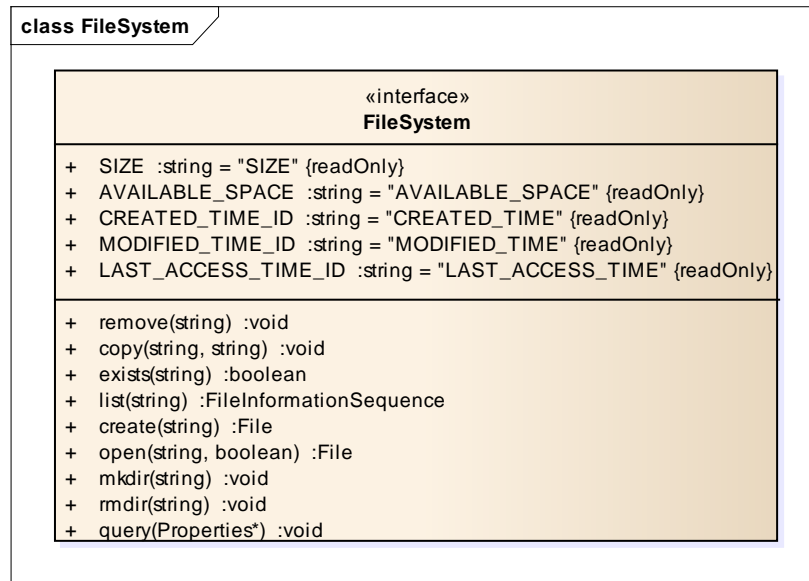 class FileSystem
«interface»
FileSystem
+ SIZE :string = "SIZE" {readOnly}
+ AVAILABLE_SPACE :string = "AVAILABLE_SPACE" {readOnly}
+ CREATED_TIME_ID :string = "CREATED_TIME" {readOnly}
+ MODIFIED_TIME_ID :string = "MODIFIED_TIME" {readOnly}
+ LAST_ACCESS_TIME_ID :string = "LAST_ACCESS_TIME" {readOnly}
+ remove(string) :void
+ copy(string, string) :void
+ exists(string) :boolean
+ list(string) :FileInformationSequence
+ create(string) :File
+ open(string, boolean) :File
+ mkdir(string) :void
+ rmdir(string) :void
+ query(Properties*) :void